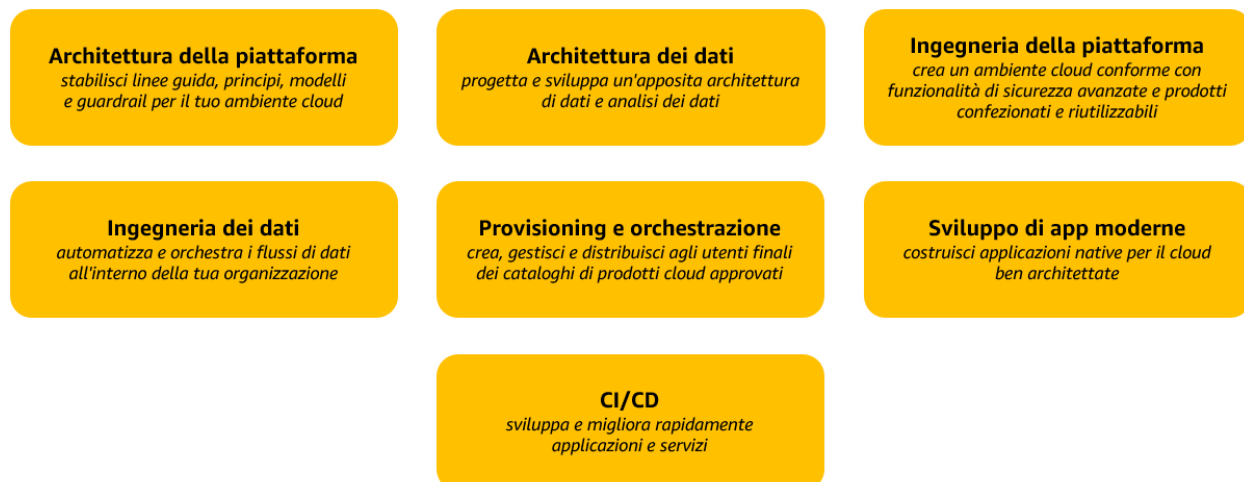 Architettura della piattaforma
stabilisci linee guida, principi, modelli
e guardrail per il tuo ambiente cloud
Architettura dei dati
progetta e sviluppa un'apposita architettura
di dati e analisi dei dati
Ingegneria della piattaforma
crea un ambiente cloud conforme con
funzionalità di sicurezza avanzate e prodotti
confezionati e riutilizzabili
Ingegneria dei dati
automatizza e orchestra i flussi di dati
all'interno della tua organizzazione
Provisioning e orchestrazione
crea, gestisci e distribuisci agli utenti finali
dei cataloghi di prodotti cloud approvati
Sviluppo di app moderne
costruisci applicazioni native per il cloud
ben architettate
CI/CD
sviluppa e migliora rapidamente
applicazioni e servizi